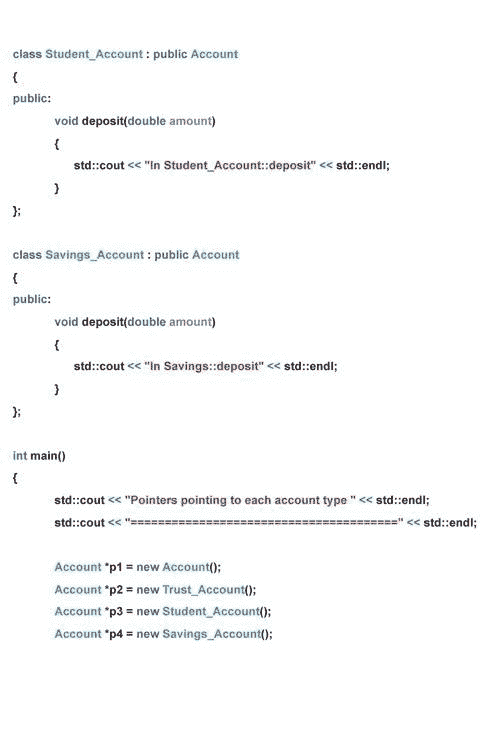 class Student_Account : public Account
{
public:
void deposit(double amount)
{
std::cout << "In Student_Account::deposit" << std::endl;
}
};
class Savings_Account : public Account
{
public:
void deposit(double amount)
{
std::cout << "In Savings::deposit" << std::endl;
}
};
int main()
{
std::cout << "Pointers pointing to each account type " << std::endl;
std::cout << "=======================================" << std::endl;
Account *p1 = new Account();
Account *p2 = new Trust_Account();
Account *p3 = new Student_Account();
Account *p4 = new Savings_Account();